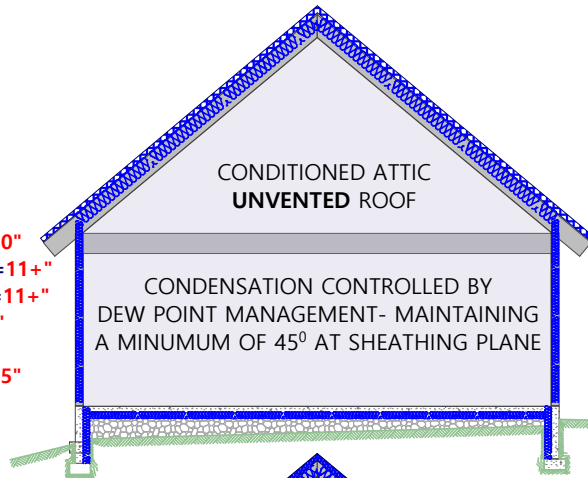 CONDITIONED ATTIC
UNVENTED ROOF
0"
=11+"
=11+"
"
CONDENSATION CONTROLLED BY
DEW POINT MANAGEMENT- MAINTAINING
A MINUMUM OF 45⁰ AT SHEATHING PLANE
5"